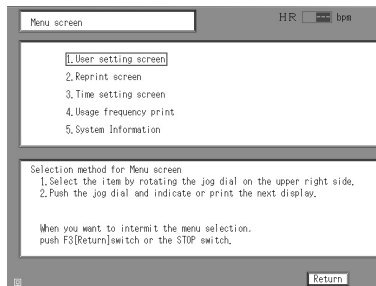 Menu screen
HR --- bpm
1.User setting screen
2.Reprint screen
3.Time setting screen
4.Usage frequency print
5.System Information
Selection method for Menu screen
1.Select the item by rotating the jog dial on the upper right side.
2.Push the jog dial and indicate or print the next display.
When you want to intermit the menu selection.
push F3[Return]switch or the STOP switch.
Return